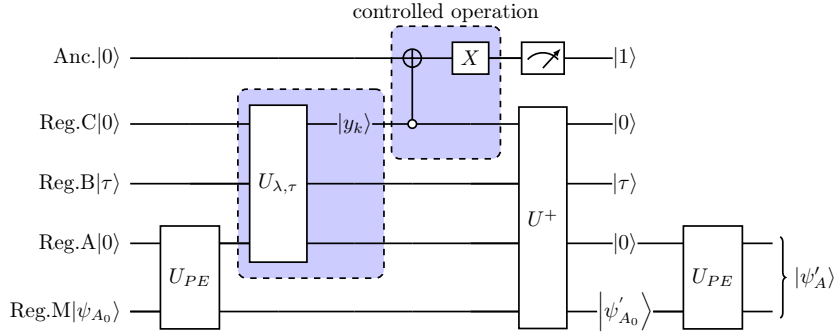 controlled operation
Anc.|0⟩ X |1⟩
Reg.C|0⟩ |y_k⟩ |0⟩
Reg.B|τ⟩ U_{λ,τ} |τ⟩
U^+
Reg.A|0⟩ |0⟩
U_{PE} U_{PE} |ψ'_A⟩
Reg.M|ψ_{A_0}⟩ |ψ'_{A_0}⟩